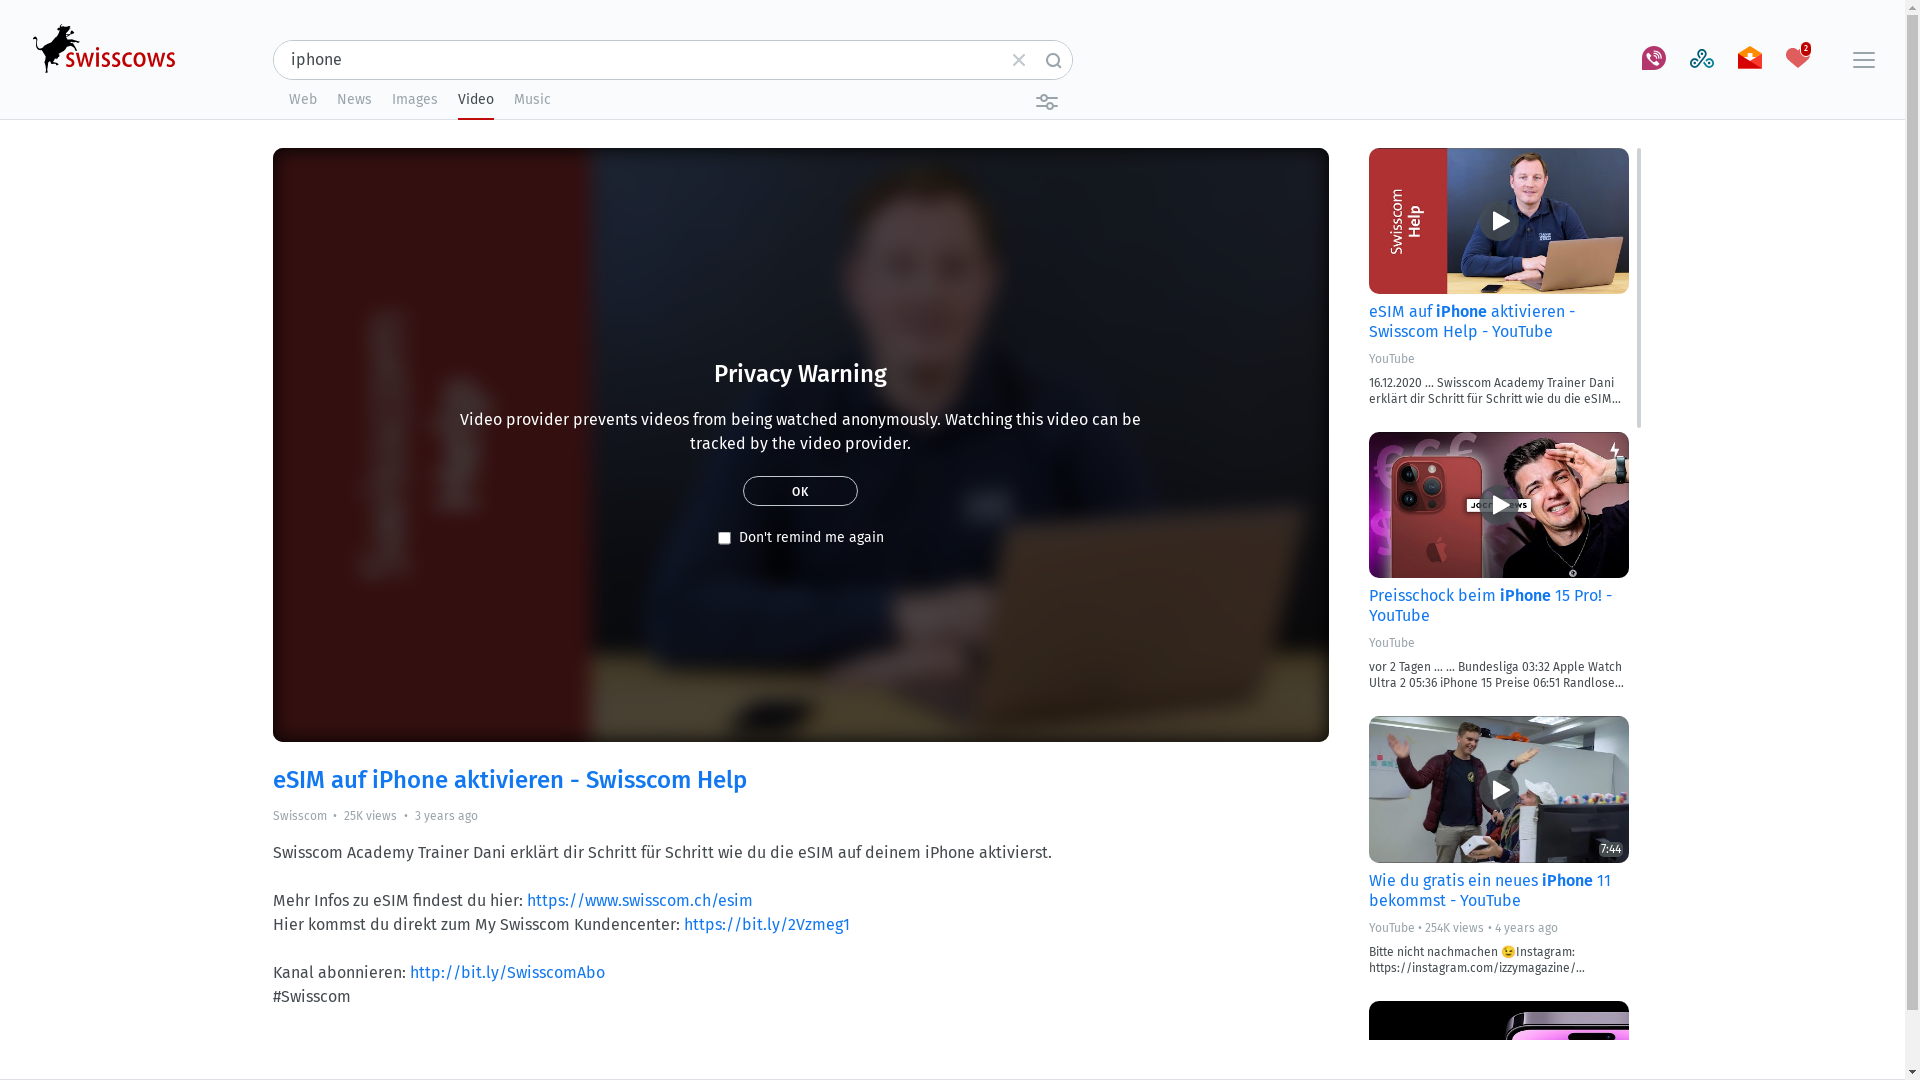 swisscows
iphone
2
Web News Images Video Music
Privacy Warning
Video provider prevents videos from being watched anonymously. Watching this video can be
tracked by the video provider.
OK
Don't remind me again
eSIM auf iPhone aktivieren - Swisscom Help
Swisscom • 25K views • 3 years ago
Swisscom Academy Trainer Dani erklärt dir Schritt für Schritt wie du die eSIM auf deinem iPhone aktivierst.
Mehr Infos zu eSIM findest du hier: https://www.swisscom.ch/esim
Hier kommst du direkt zum My Swisscom Kundencenter: https://bit.ly/2Vzmeg1
Kanal abonnieren: http://bit.ly/SwisscomAbo
#Swisscom
Swisscom
Help
eSIM auf iPhone aktivieren -
Swisscom Help - YouTube
YouTube
16.12.2020 ... Swisscom Academy Trainer Dani
erklärt dir Schritt für Schritt wie du die eSIM...
Preisschock beim iPhone 15 Pro! -
YouTube
YouTube
vor 2 Tagen ... ... Bundesliga 03:32 Apple Watch
Ultra 2 05:36 iPhone 15 Preise 06:51 Randlose...
7:44
Wie du gratis ein neues iPhone 11
bekommst - YouTube
YouTube • 254K views • 4 years ago
Bitte nicht nachmachen 😉Instagram:
https://instagram.com/izzymagazine/...